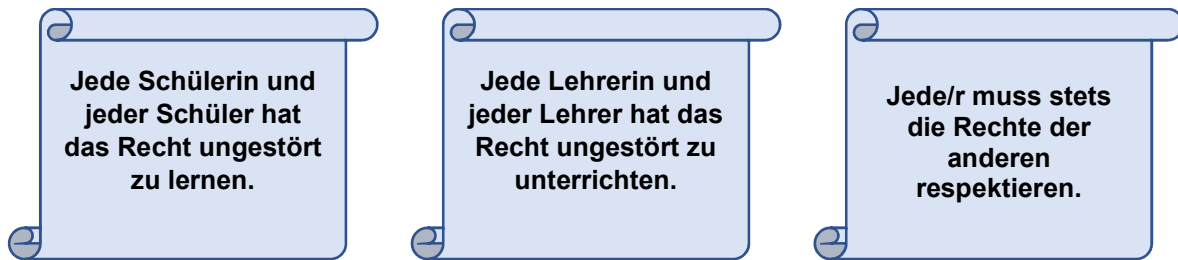 Jede Schülerin und
jeder Schüler hat
das Recht ungestört
zu lernen.
Jede Lehrerin und
jeder Lehrer hat das
Recht ungestört zu
unterrichten.
Jede/r muss stets
die Rechte der
anderen
respektieren.